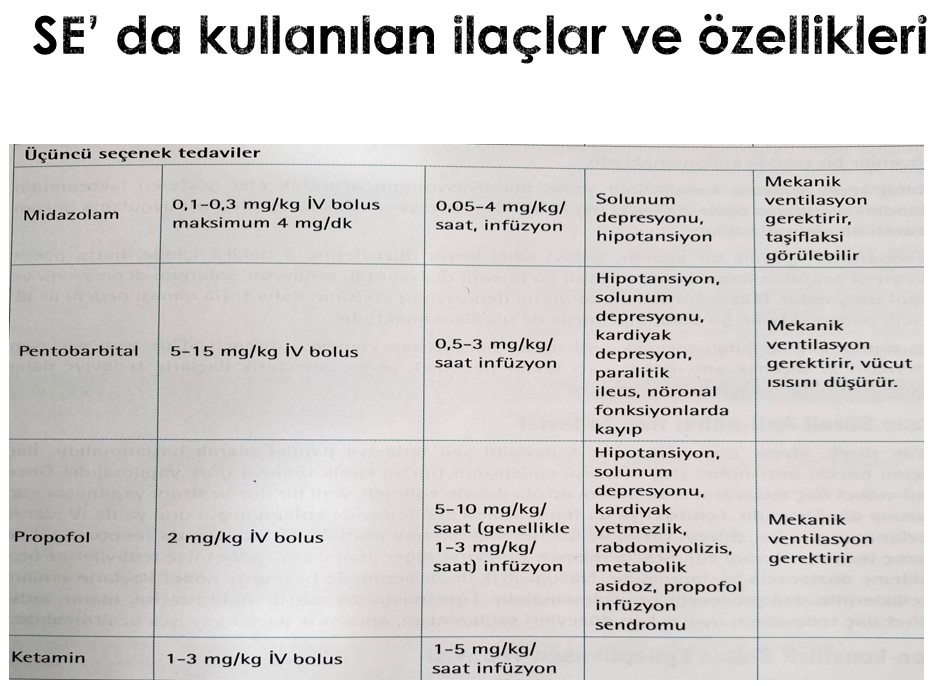 SE' da kullanılan ilaçlar ve özellikleri
Üçüncü seçenek tedaviler
Midazolam
0,1-0,3 mg/kg İV bolus
maksimum 4 mg/dk
0,05-4 mg/kg/
saat, infüzyon
Solunum
depresyonu,
hipotansiyon
Mekanik
ventilasyon
gerektirir,
taşiflaksi
görülebilir
Pentobarbital
5-15 mg/kg İV bolus
0,5-3 mg/kg/
saat infüzyon
Hipotansiyon,
solunum
depresyonu,
kardiyak
depresyon,
paralitik
ileus, nöronal
fonksiyonlarda
kayıp
Mekanik
ventilasyon
gerektirir, vücut
ısısını düşürür.
Propofol
2 mg/kg İV bolus
5-10 mg/kg/
saat (genellikle
1-3 mg/kg/
saat) infüzyon
Hipotansiyon,
solunum
depresyonu,
kardiyak
yetmezlik,
rabdomiyolizis,
metabolik
asidoz, propofol
infüzyon
sendromu
Mekanik
ventilasyon
gerektirir
Ketamin
1-3 mg/kg İV bolus
1-5 mg/kg/
saat infüzyon